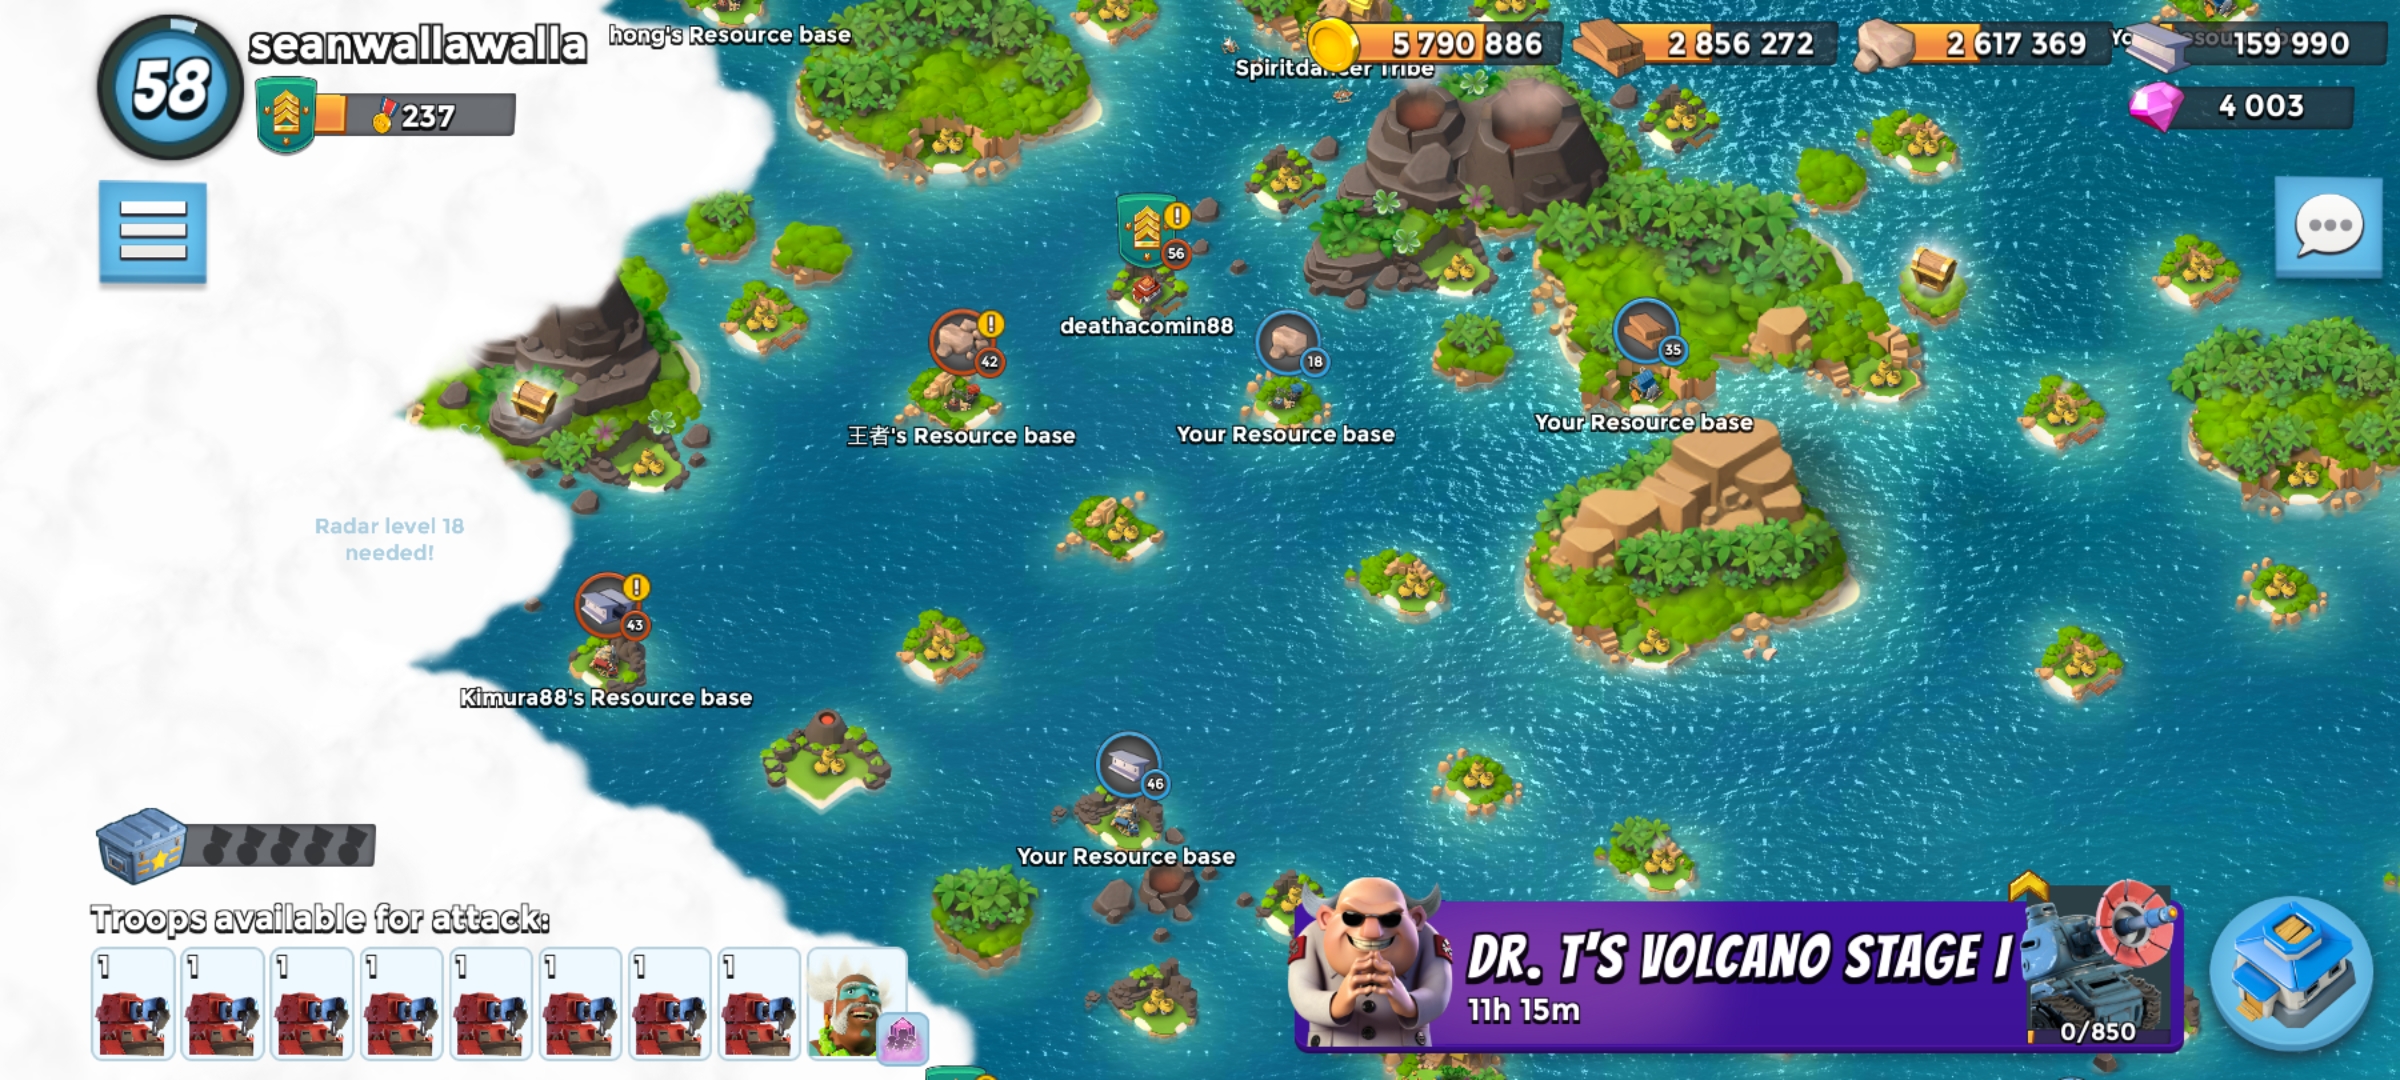 58
seanwallawalla
237
hong's Resource base
Spiritdancer Tribe
5 790 886
2 856 272
2 617 369
159 990
4 003
56
deathacomin88
42
王者's Resource base
18
Your Resource base
35
Your Resource base
Radar level 18
needed!
43
Kimura88's Resource base
46
Your Resource base
Troops available for attack:
1
1
1
1
1
1
1
1
DR. T'S VOLCANO STAGE I
11h 15m
0/850